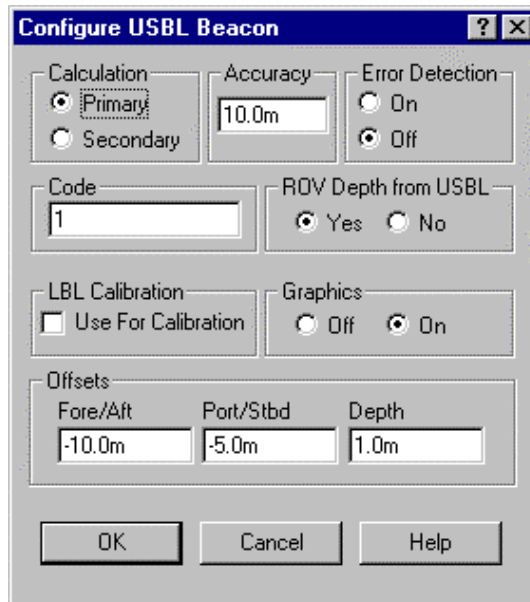 Configure USBL Beacon
Calculation
Primary
Secondary
Accuracy
10.0m
Error Detection
On
Off
Code
1
ROV Depth from USBL
Yes No
LBL Calibration
Use For Calibration
Graphics
Off On
Offsets
Fore/Aft Port/Stbd Depth
-10.0m -5.0m 1.0m
OK Cancel Help